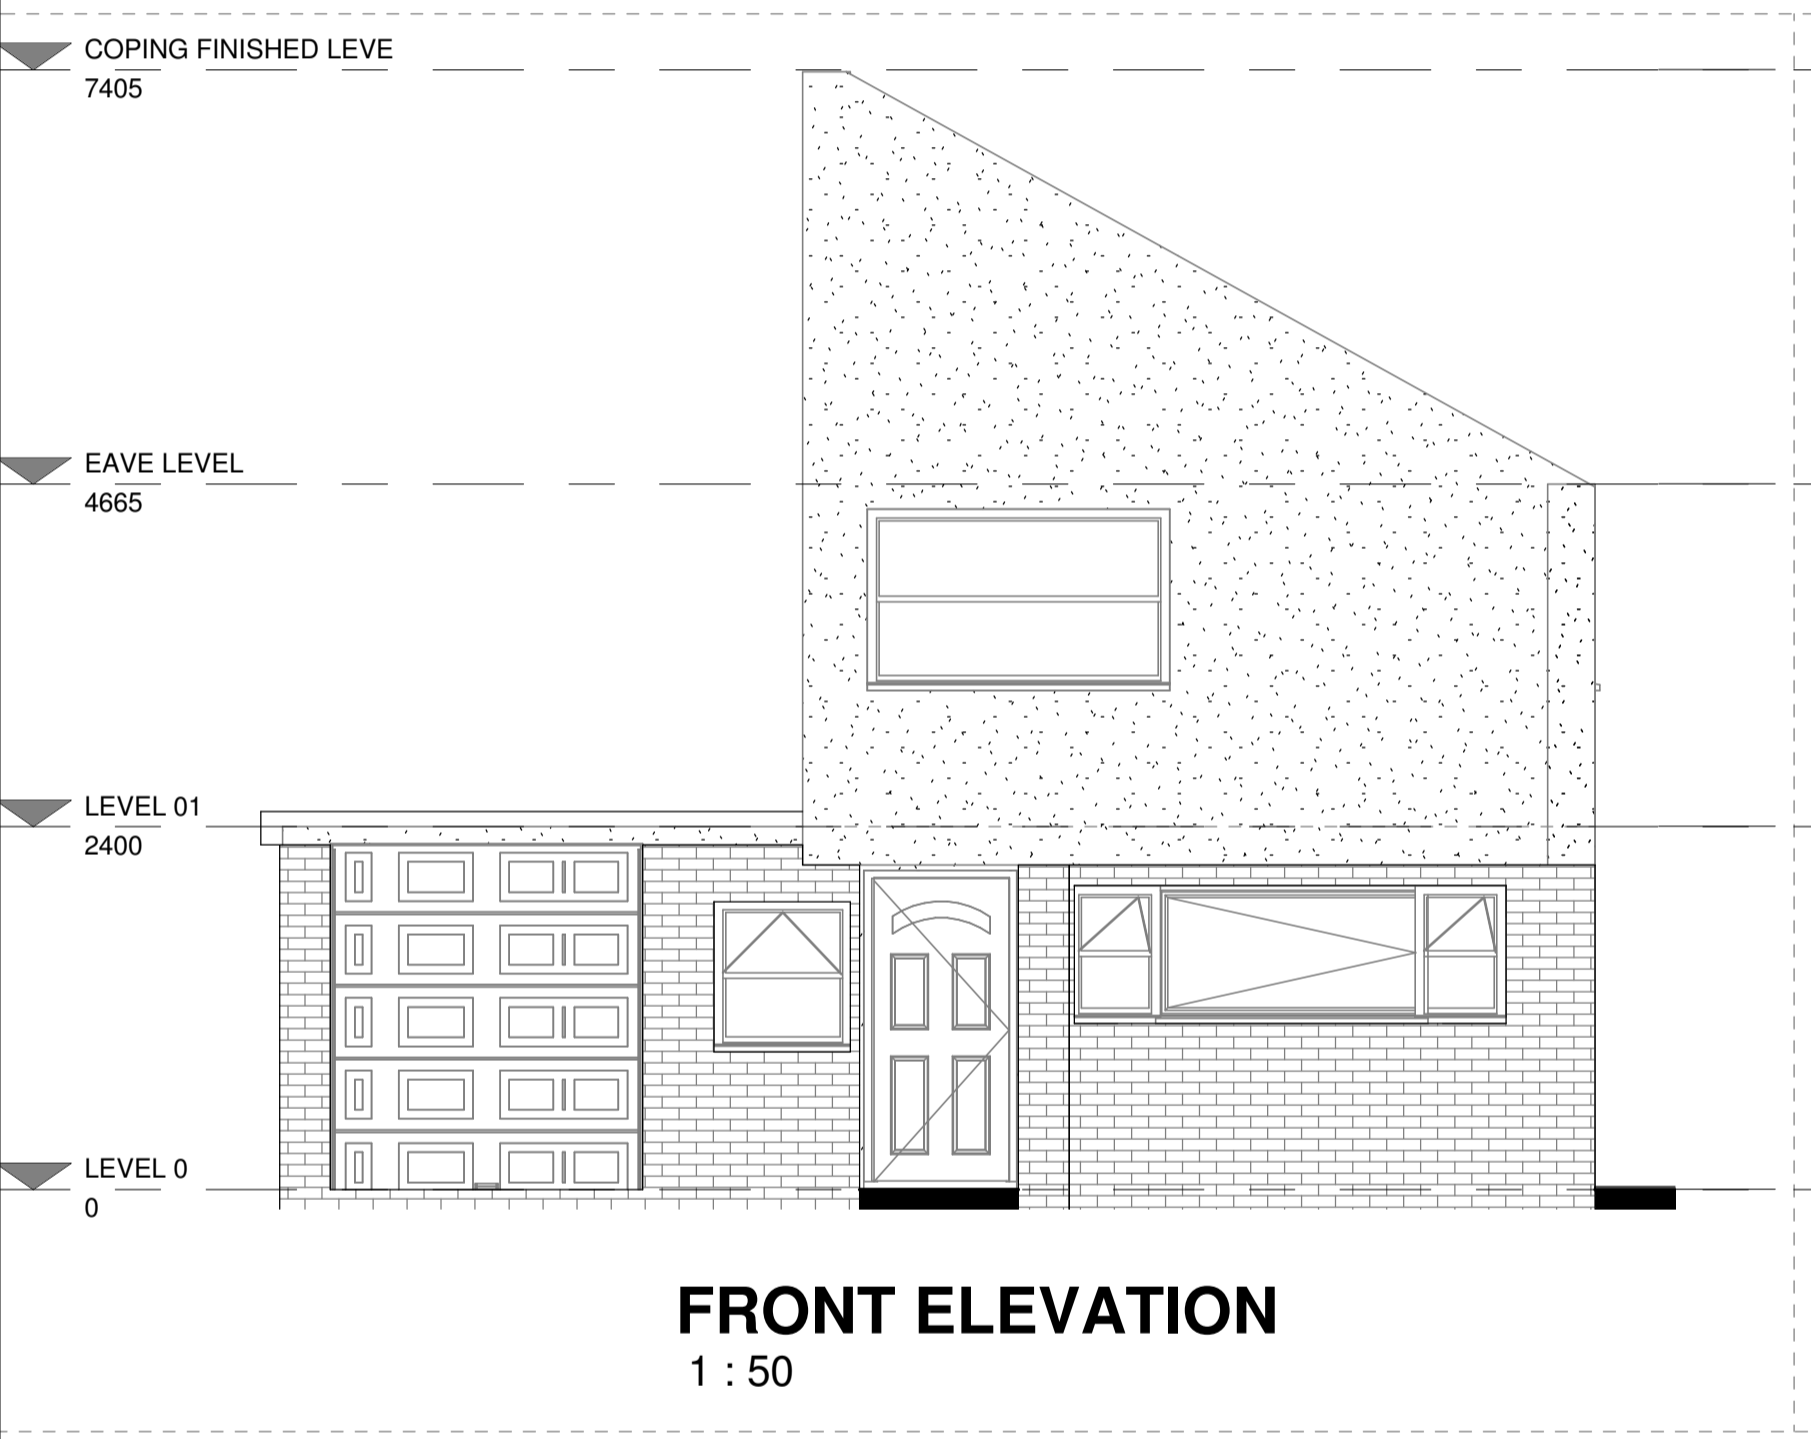 COPING FINISHED LEVE
7405
EAVE LEVEL
4665
LEVEL 01
2400
LEVEL 0
0
FRONT ELEVATION
1 : 50